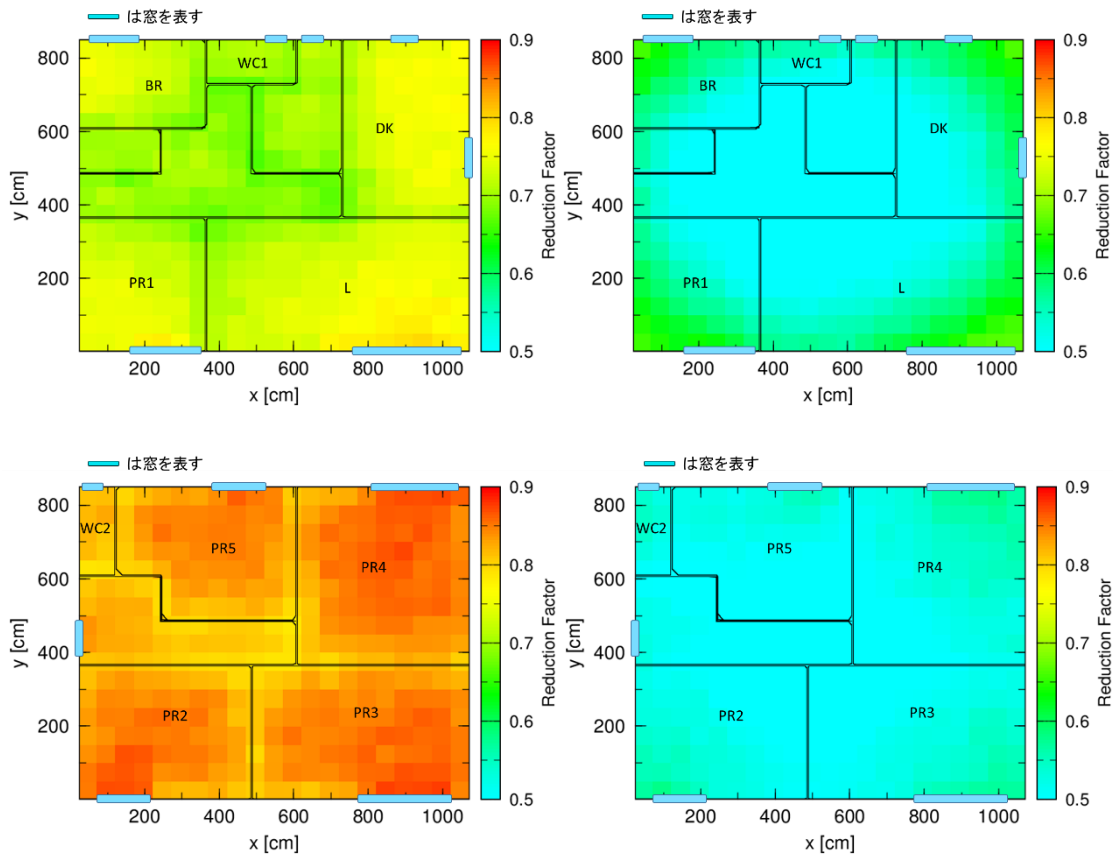 は窓を表す
0.9
0.8
0.7
0.6
0.5
Reduction Factor
800
600
400
200
y [cm]
200 400 600 800 1000
x [cm]
BR
WC1
DK
PR1
L
は窓を表す
0.9
0.8
0.7
0.6
0.5
Reduction Factor
800
600
400
200
y [cm]
200 400 600 800 1000
x [cm]
BR
WC1
DK
PR1
L
は窓を表す
0.9
0.8
0.7
0.6
0.5
Reduction Factor
800
600
400
200
y [cm]
200 400 600 800 1000
x [cm]
WC2
PR5
PR4
PR2
PR3
は窓を表す
0.9
0.8
0.7
0.6
0.5
Reduction Factor
800
600
400
200
y [cm]
200 400 600 800 1000
x [cm]
WC2
PR5
PR4
PR2
PR3